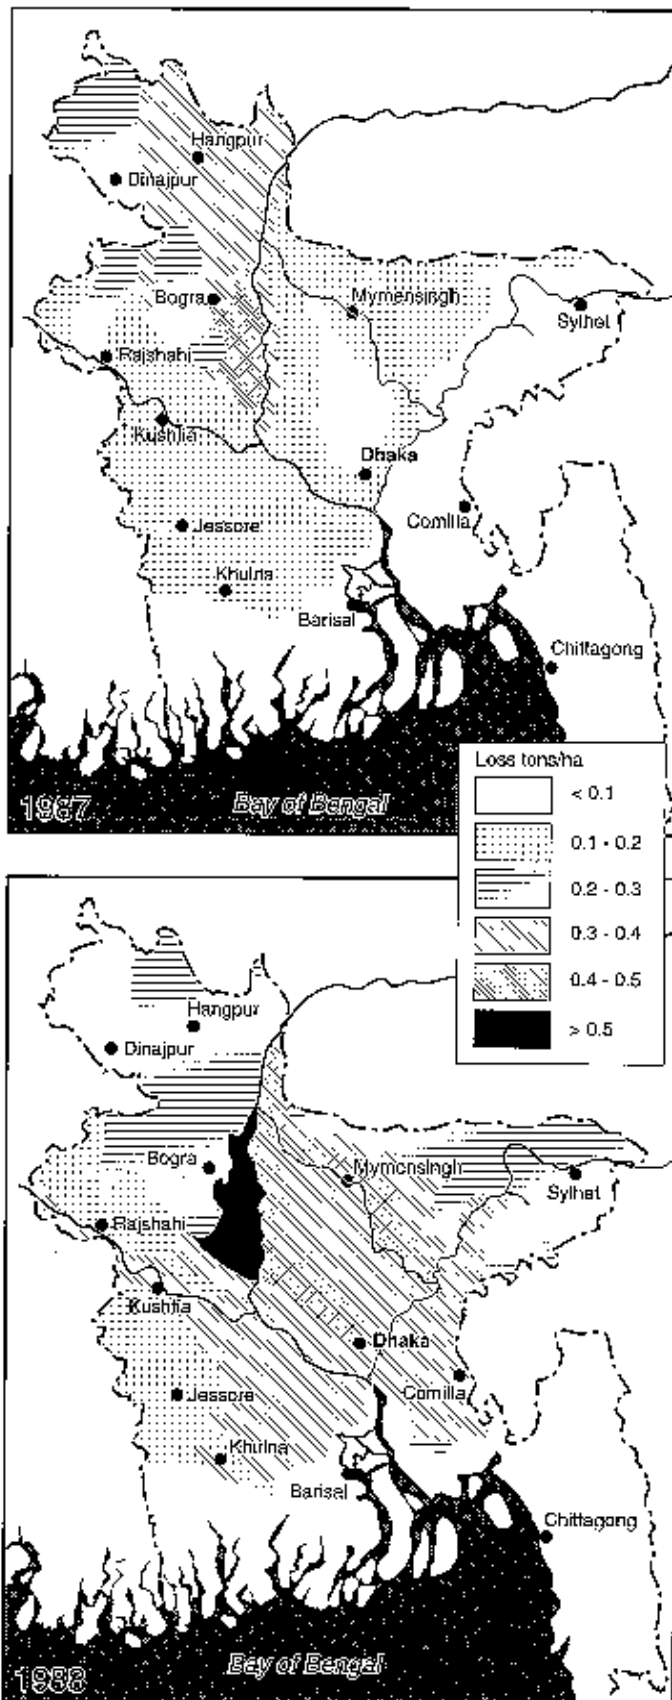 Hangpur
Dinajpur
Bogra
Mymensingh
Sylhet
Rajshahi
Kushtia
Dhaka
Jessore
Comilla
Khulna
Barisal
Chittagong
1987
Bay of Bengal
Loss tons/ha
< 0.1
0.1 - 0.2
0.2 - 0.3
0.3 - 0.4
0.4 - 0.5
> 0.5
Hangpur
Dinajpur
Bogra
Mymensingh
Sylhet
Rajshahi
Kushtia
Dhaka
Jessore
Comilla
Khulna
Barisal
Chittagong
1988
Bay of Bengal